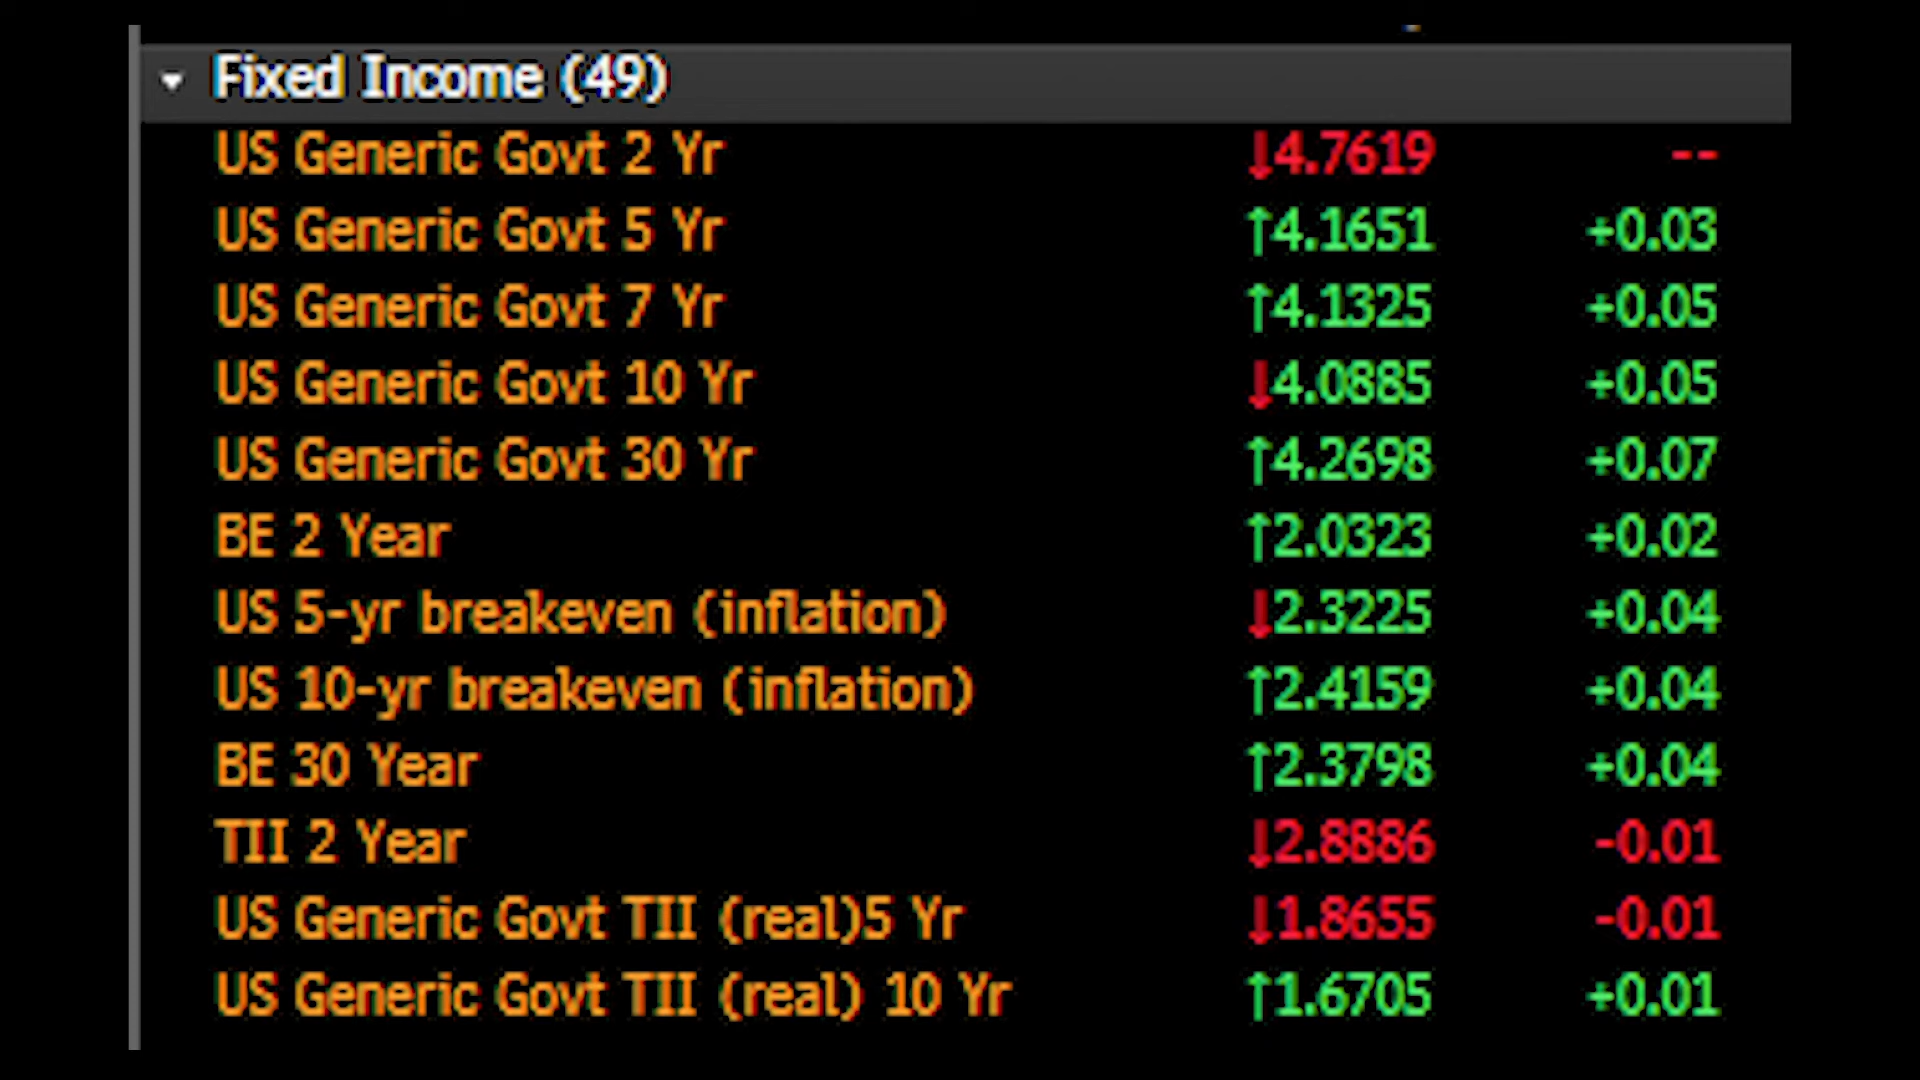 Fixed Income (49)
US Generic Govt 2 Yr ↓4.7619 --
US Generic Govt 5 Yr ↑4.1651 +0.03
US Generic Govt 7 Yr ↑4.1325 +0.05
US Generic Govt 10 Yr ↓4.0885 +0.05
US Generic Govt 30 Yr ↑4.2698 +0.07
BE 2 Year ↑2.0323 +0.02
US 5-yr breakeven (inflation) ↓2.3225 +0.04
US 10-yr breakeven (inflation) ↑2.4159 +0.04
BE 30 Year ↑2.3798 +0.04
TII 2 Year ↓2.8886 -0.01
US Generic Govt TII (real)5 Yr ↓1.8655 -0.01
US Generic Govt TII (real) 10 Yr ↑1.6705 +0.01